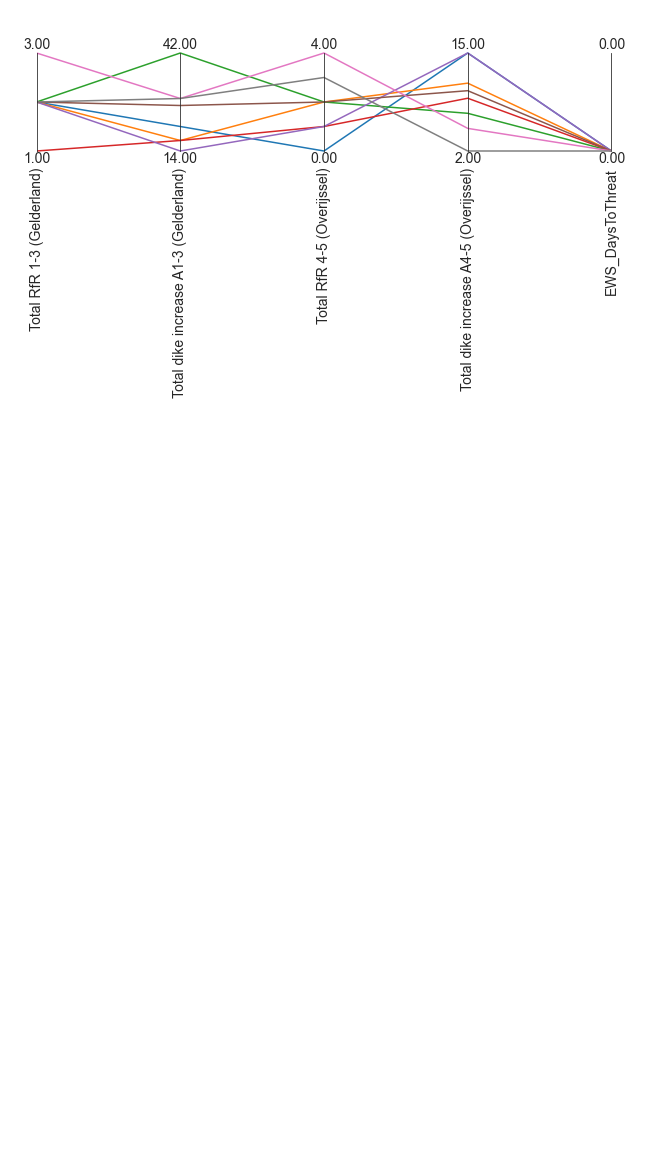 3.00
42.00
4.00
15.00
0.00
1.00
14.00
0.00
2.00
0.00
Total RfR 1-3 (Gelderland)
Total dike increase A1-3 (Gelderland)
Total RfR 4-5 (Overijssel)
Total dike increase A4-5 (Overijssel)
EWS_DaysToThreat